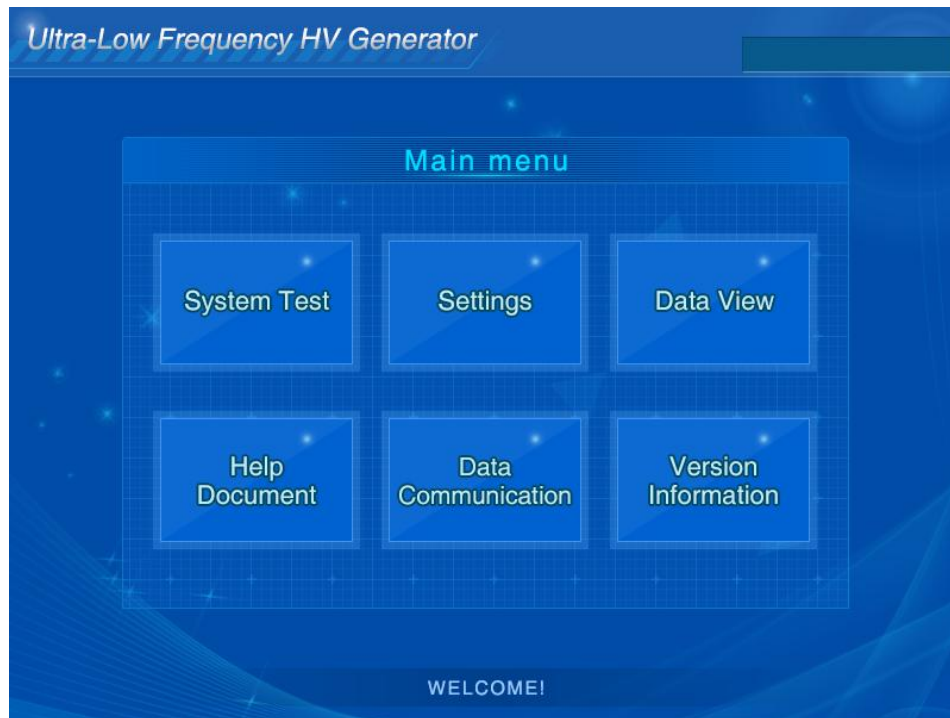 Ultra-Low Frequency HV Generator
Main menu
System Test
Settings
Data View
Help
Document
Data
Communication
Version
Information
WELCOME!